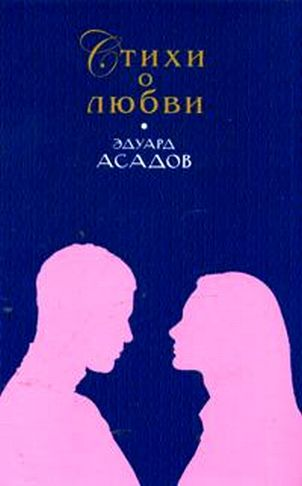 Стихи
о
любви
Эдуард
Асадов